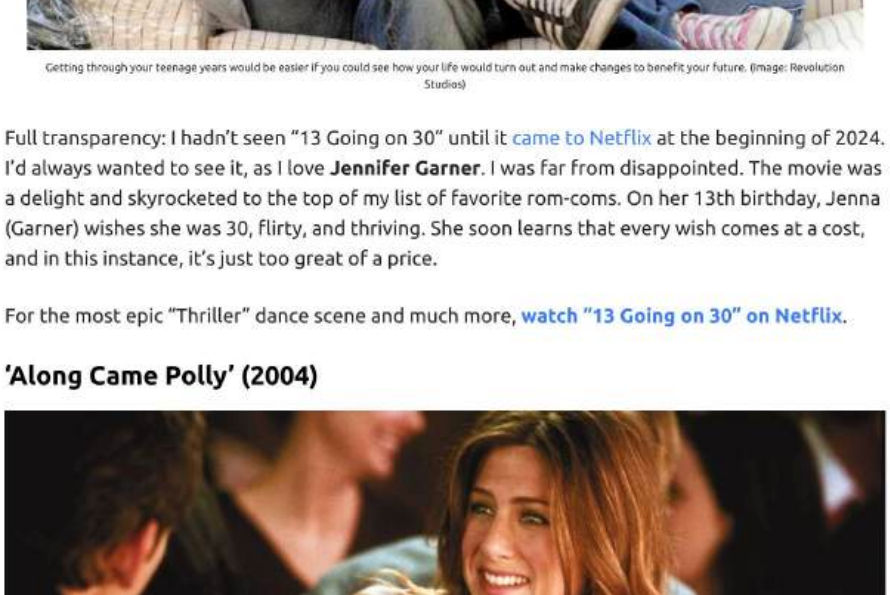 Getting through your teenage years would be easier if you could see how your life would turn out and make changes to benefit your future. (Image: Revolution
Studios)
Full transparency: I hadn’t seen “13 Going on 30” until it came to Netflix at the beginning of 2024.
I’d always wanted to see it, as I love Jennifer Garner. I was far from disappointed. The movie was
a delight and skyrocketed to the top of my list of favorite rom-coms. On her 13th birthday, Jenna
(Garner) wishes she was 30, flirty, and thriving. She soon learns that every wish comes at a cost,
and in this instance, it’s just too great of a price.
For the most epic “Thriller” dance scene and much more, watch “13 Going on 30” on Netflix.
‘Along Came Polly’ (2004)